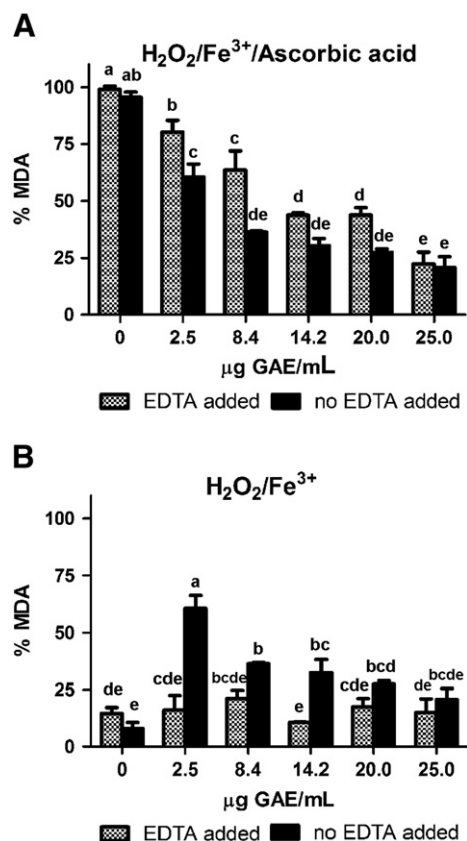 A
H₂O₂/Fe³⁺/Ascorbic acid
% MDA
100
75
50
25
0
a ab
b
c
c
de
d
de
d
de
e e
0 2.5 8.4 14.2 20.0 25.0
μg GAE/mL
EDTA added no EDTA added
B
H₂O₂/Fe³⁺
% MDA
100
75
50
25
0
de
e
cde
a
bcde
b
e
bc
cde
bcd
de
bcde
0 2.5 8.4 14.2 20.0 25.0
μg GAE/mL
EDTA added no EDTA added